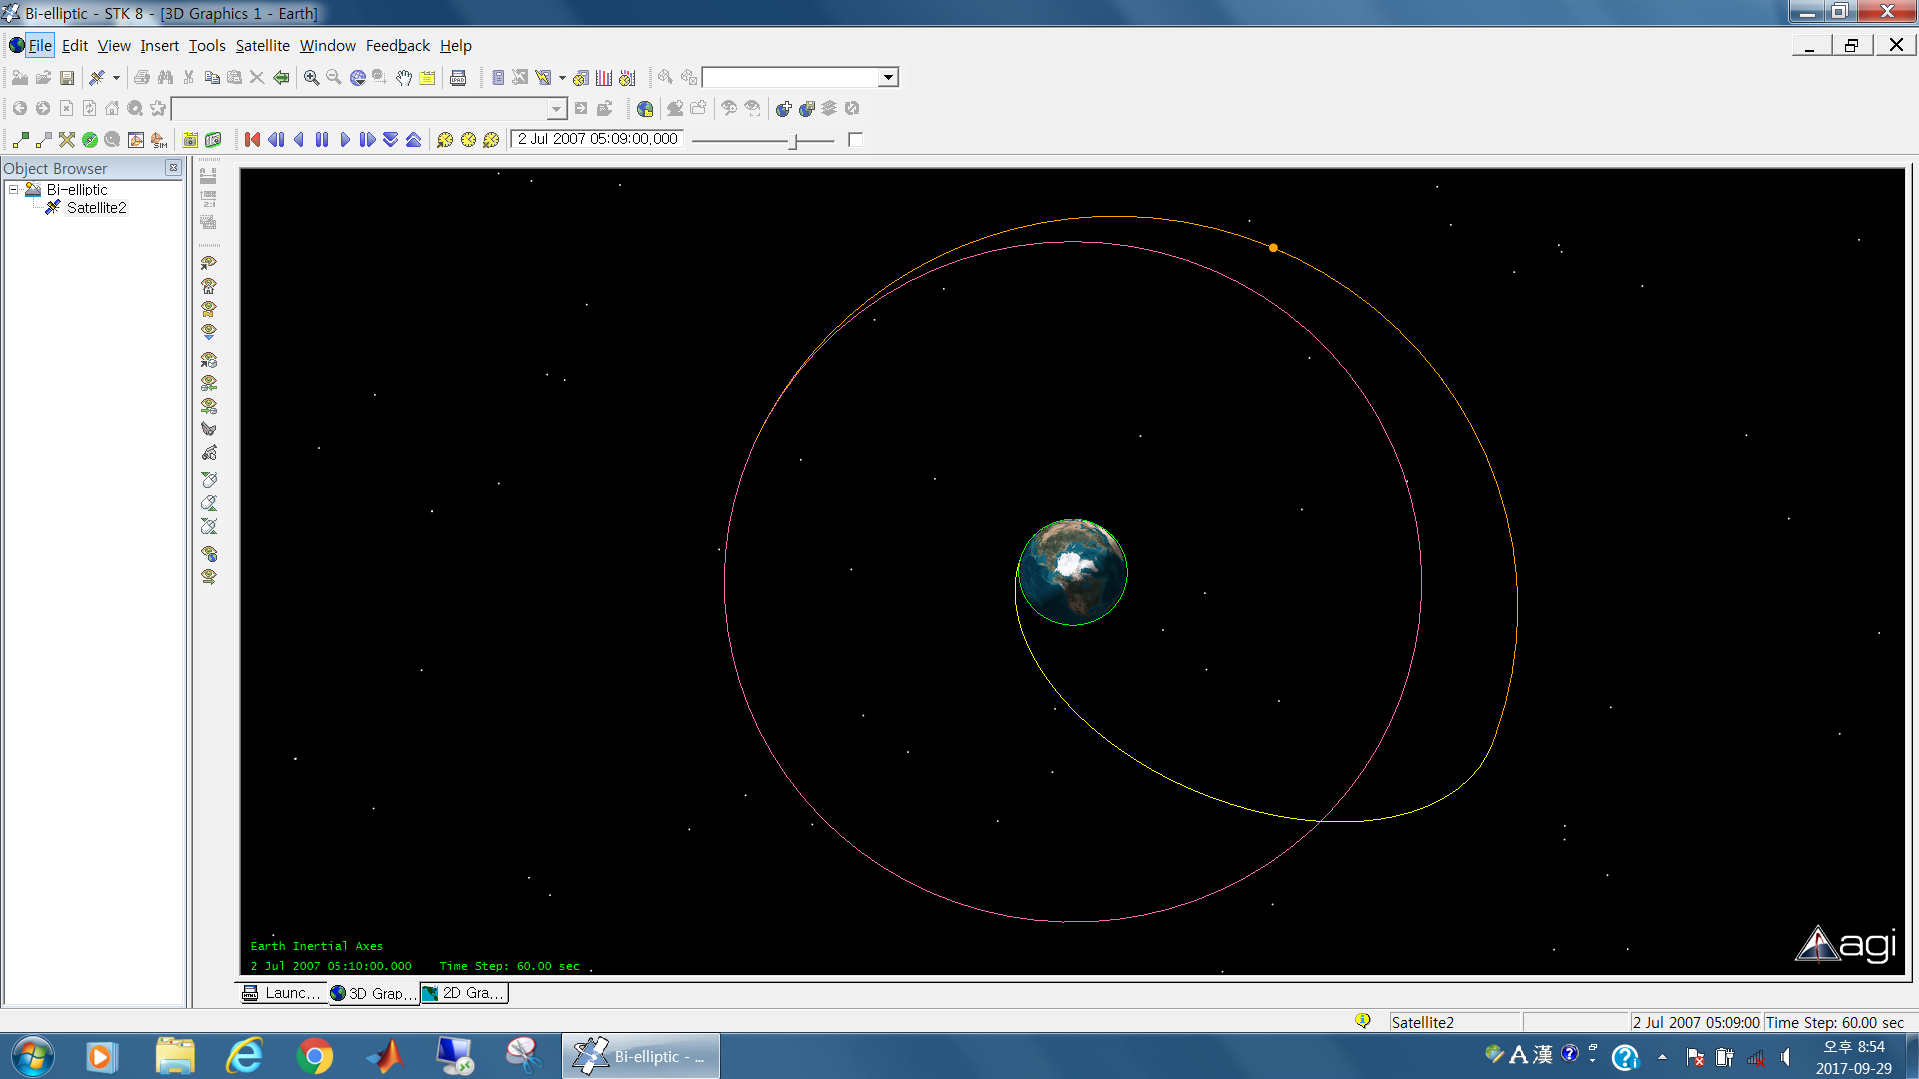 Bi-elliptic - STK 8 - [3D Graphics 1 - Earth]
File Edit View Insert Tools Satellite Window Feedback Help
2 Jul 2007 05:09:00.000
Object Browser
Bi-elliptic
Satellite2
Earth Inertial Axes
2 Jul 2007 05:10:00.000 Time Step: 60.00 sec
agi
Launc... 3D Grap... 2D Gra...
Satellite2 2 Jul 2007 05:09:00 Time Step: 60.00 sec
Bi-elliptic - ...
A 漢
오후 8:54
2017-09-29